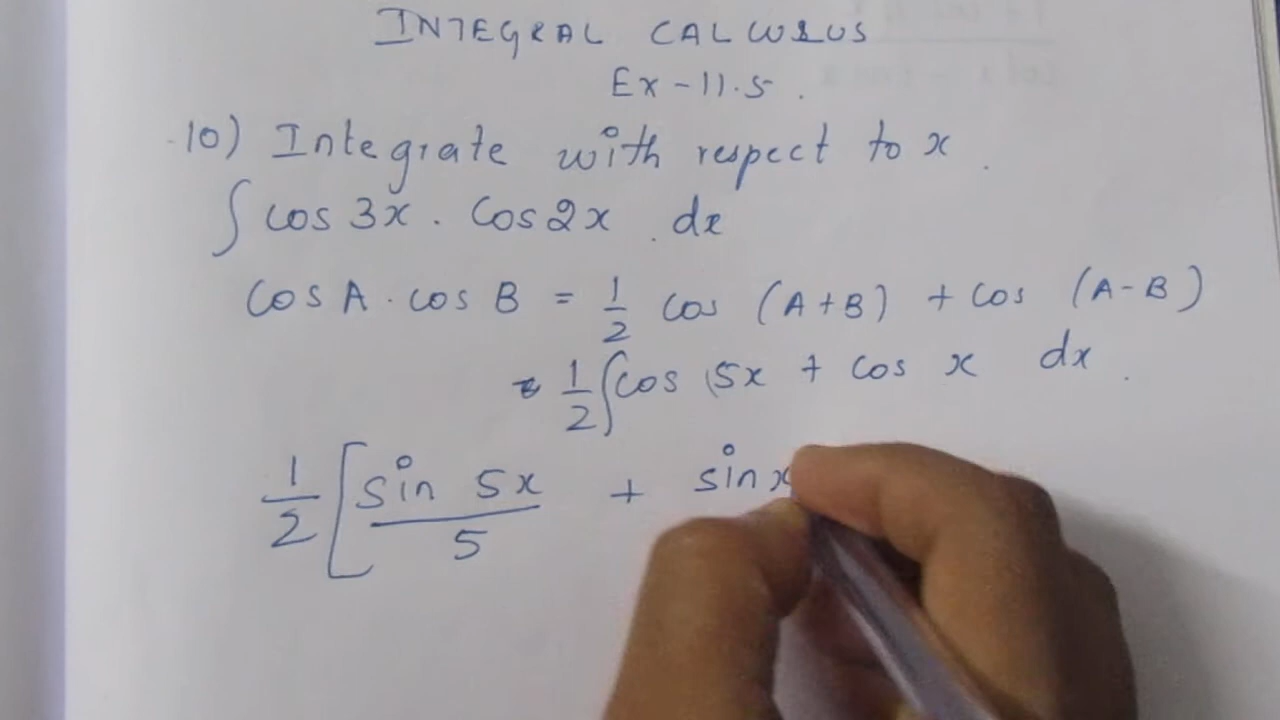 INTEGRAL CALCULUS
Ex - 11.5.
10) Integrate with respect to x.
∫ cos 3x . cos 2x . dx
cos A . cos B = 1/2 cos (A+B) + cos (A-B)
= 1/2 ∫ cos 5x + cos x dx.
1/2 [ sin 5x / 5 + sin x